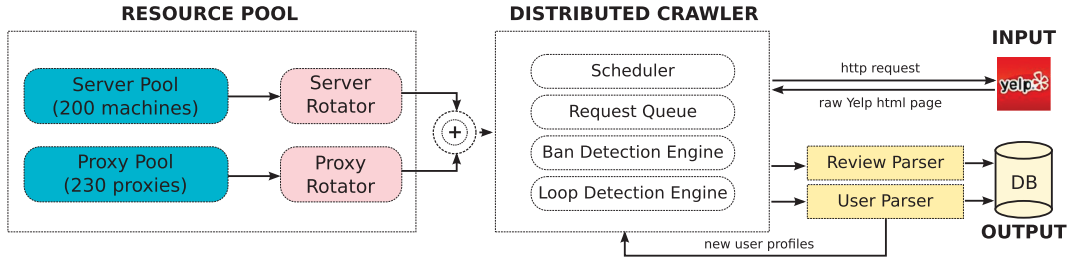 RESOURCE POOL
Server Pool
(200 machines)
Server
Rotator
Proxy Pool
(230 proxies)
Proxy
Rotator
+
DISTRIBUTED CRAWLER
Scheduler
Request Queue
Ban Detection Engine
Loop Detection Engine
INPUT
http request
raw Yelp html page
yelp
Review Parser
User Parser
DB
OUTPUT
new user profiles